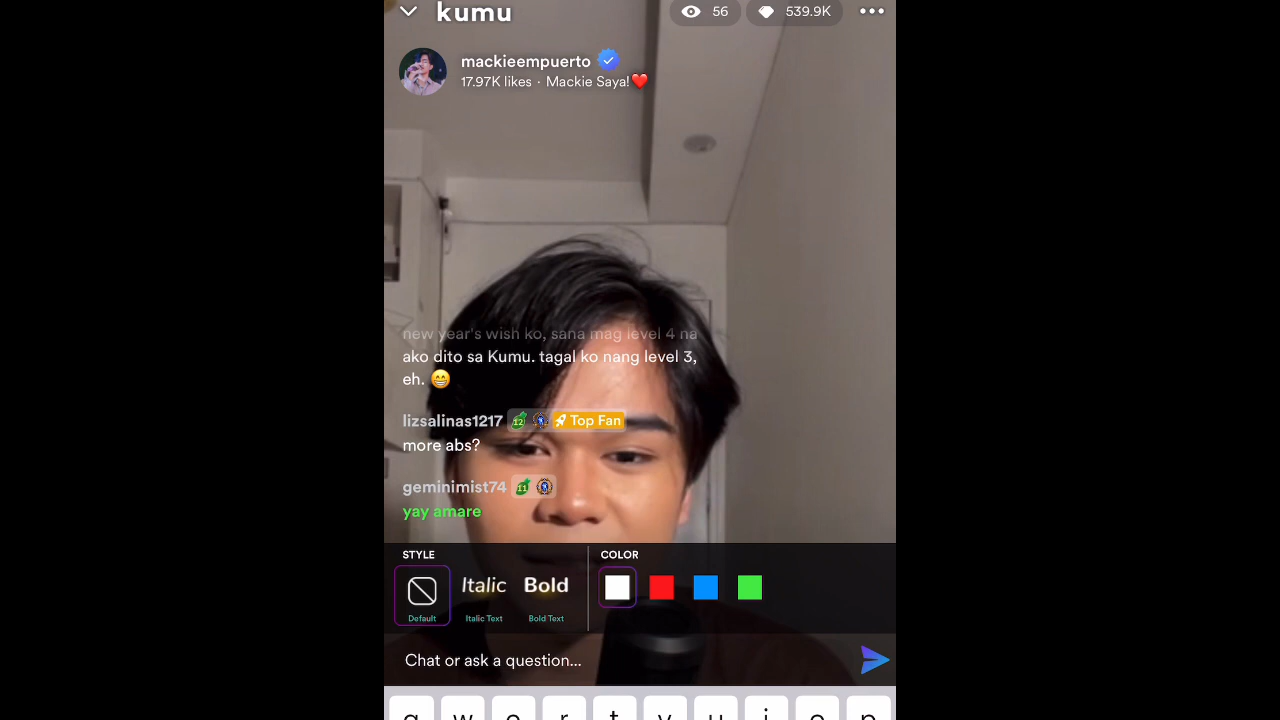 kumu 56 539.9K
mackieempuerto
17.97K likes · Mackie Saya!❤️
new year's wish ko, sana mag level 4 na
ako dito sa Kumu. tagal ko nang level 3,
eh. 😁
lizsalinas1217 12 Top Fan
more abs?
geminimist74 11
yay amare
STYLE COLOR
Italic Bold
Default Italic Text Bold Text
Chat or ask a question...
q w e r t y u i o p